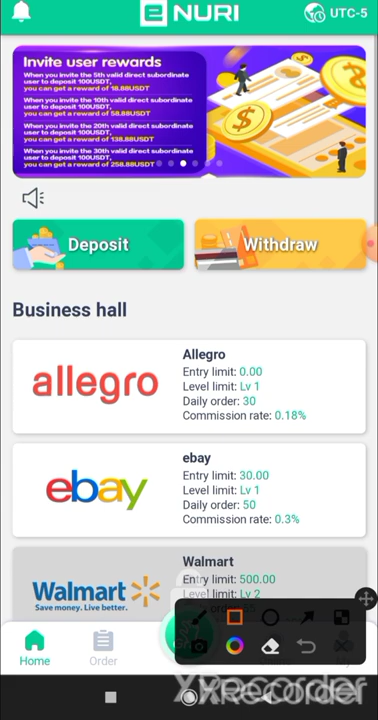 NURI
UTC-5
Invite user rewards
When you invite the 5th valid direct subordinate
user to deposit 100USDT,
you can get a reward of 18.88USDT
When you invite the 10th valid direct subordinate
user to deposit 100USDT,
you can get a reward of 58.88USDT
When you invite the 20th valid direct subordinate
user to deposit 100USDT,
you can get a reward of 138.88USDT
When you invite the 30th valid direct subordinate
user to deposit 100USDT,
you can get a reward of 258.88USDT
Deposit
Withdraw
Business hall
allegro
Allegro
Entry limit: 0.00
Level limit: Lv 1
Daily order: 30
Commission rate: 0.18%
ebay
ebay
Entry limit: 30.00
Level limit: Lv 1
Daily order: 50
Commission rate: 0.3%
Walmart
Save money. Live better.
Walmart
Entry limit: 500.00
Level limit: Lv 2
Home
Order
XRecorder